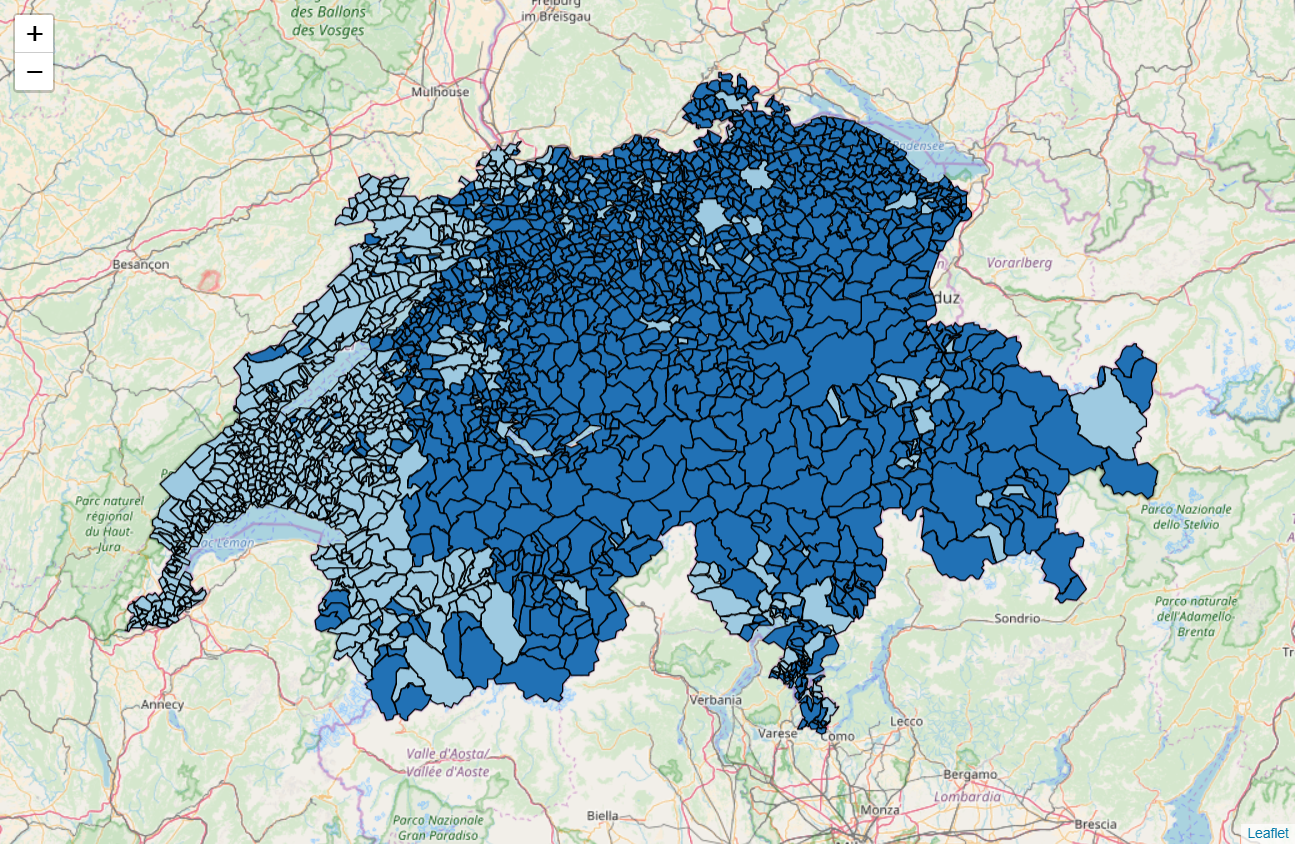 +
−
des Ballons
des Vosges
Freiburg
im Breisgau
Mulhouse
Bodensee
Besançon
Vorarlberg
duz
Parc naturel
régional
du Haut-
Jura
ac Léman
Parco Nazionale
dello Stelvio
Parco naturale
dell'Adamello-
Brenta
Sondrio
Annecy
Verbania
Lecco
Varese
Como
Valle d'Aosta/
Vallée d'Aoste
Bergamo
Lombardia
Biella
Monza
Parco Nazionale
Gran Paradiso
Brescia
Leaflet